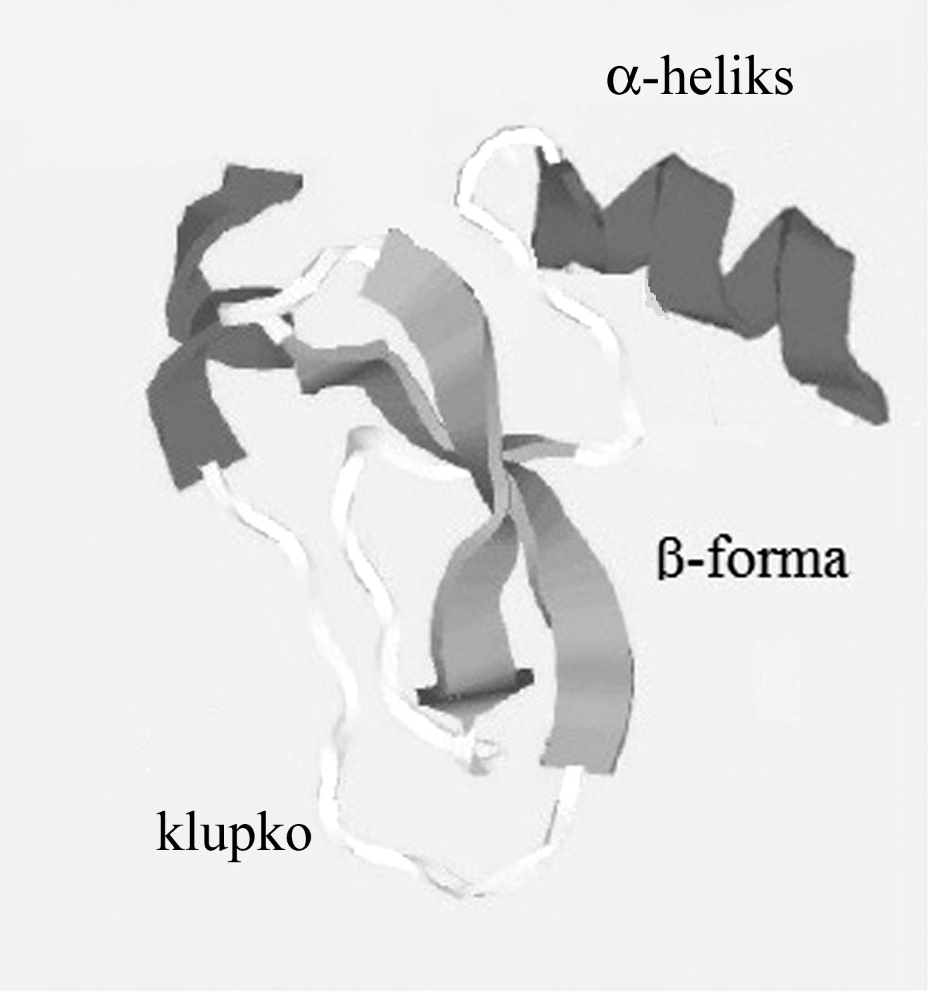 α-heliks
β-forma
klupko